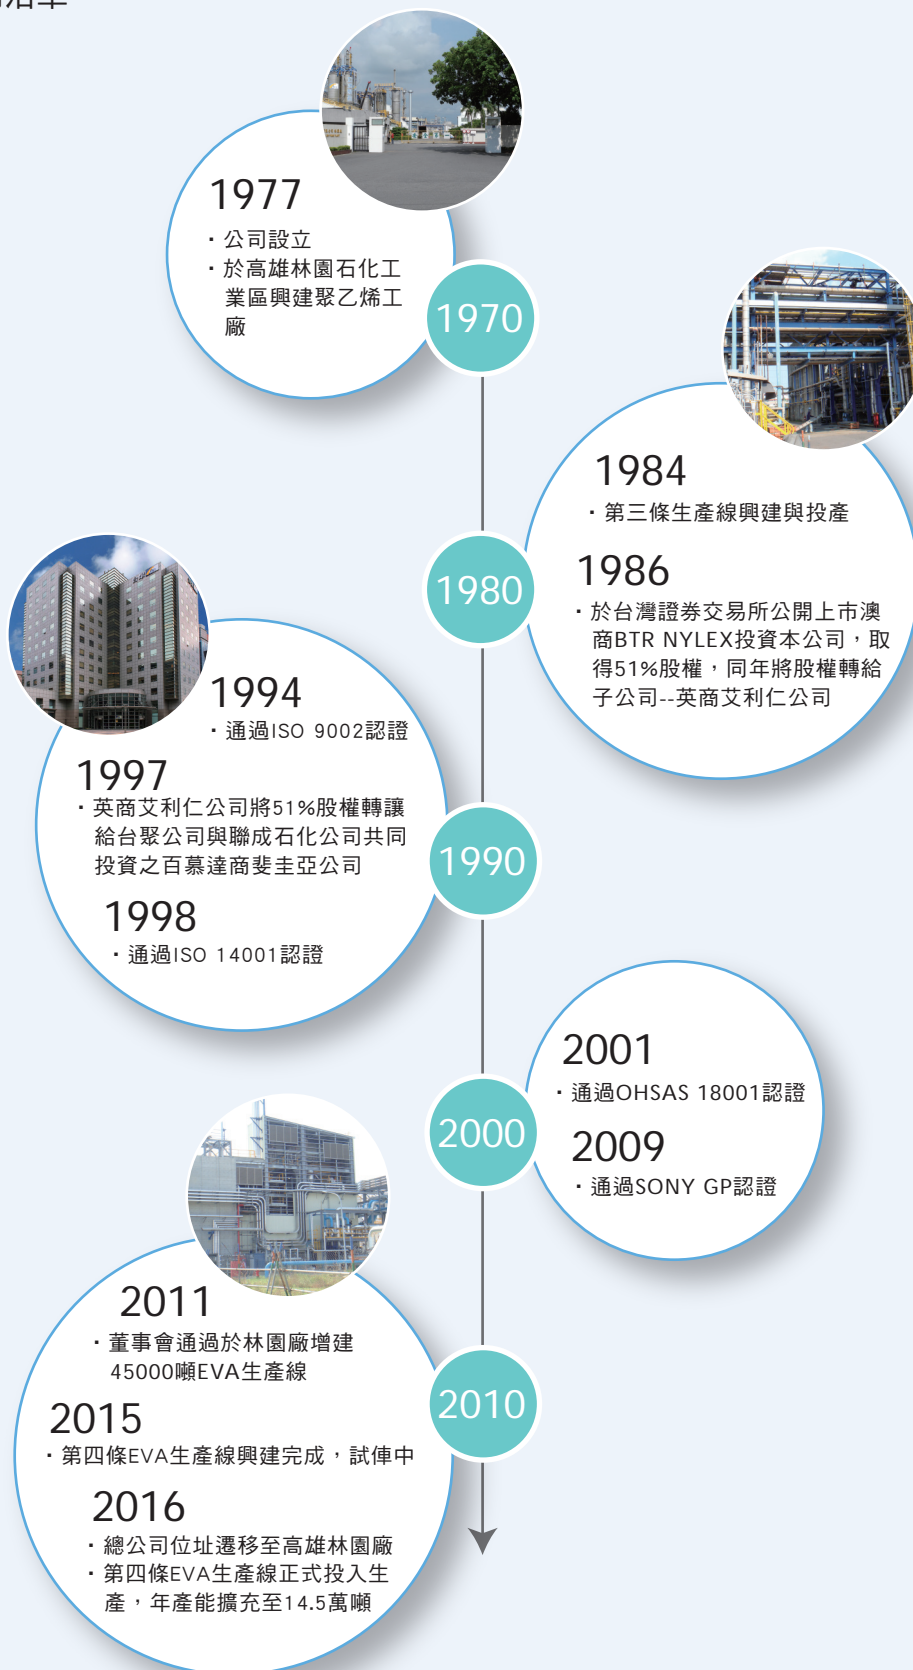 1977
・公司設立
・於高雄林園石化工
業區興建聚乙烯工
廠
1970
1984
・第三條生產線興建與投產
1986
・於台灣證券交易所公開上市澳
商BTR NYLEX投資本公司，取
得51%股權，同年將股權轉給
子公司--英商艾利仁公司
1980
1994
・通過ISO 9002認證
1997
・英商艾利仁公司將51%股權轉讓
給台聚公司與聯成石化公司共同
投資之百慕達商斐圭亞公司
1998
・通過ISO 14001認證
1990
2001
・通過OHSAS 18001認證
2009
・通過SONY GP認證
2000
2011
・董事會通過於林園廠增建
45000噸EVA生產線
2015
・第四條EVA生產線興建完成，試俥中
2016
・總公司位址遷移至高雄林園廠
・第四條EVA生產線正式投入生
產，年產能擴充至14.5萬噸
2010